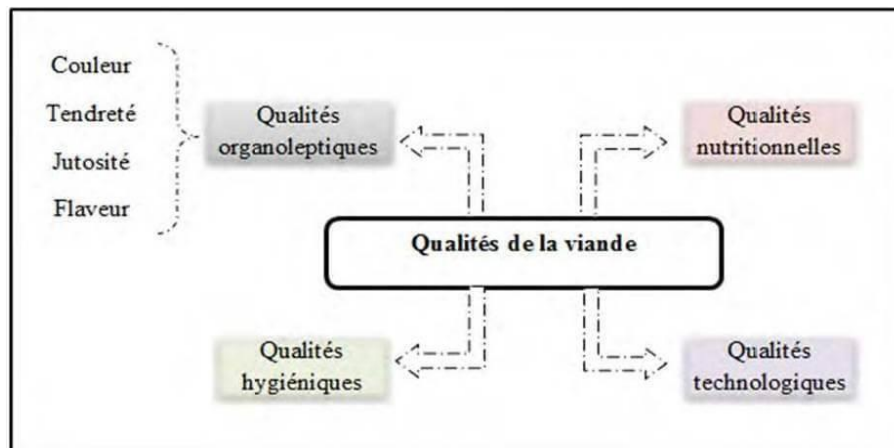 Couleur
Tendreté
Jutosité
Flaveur
Qualités
organoleptiques
Qualités
nutritionnelles
Qualités de la viande
Qualités
hygiéniques
Qualités
technologiques